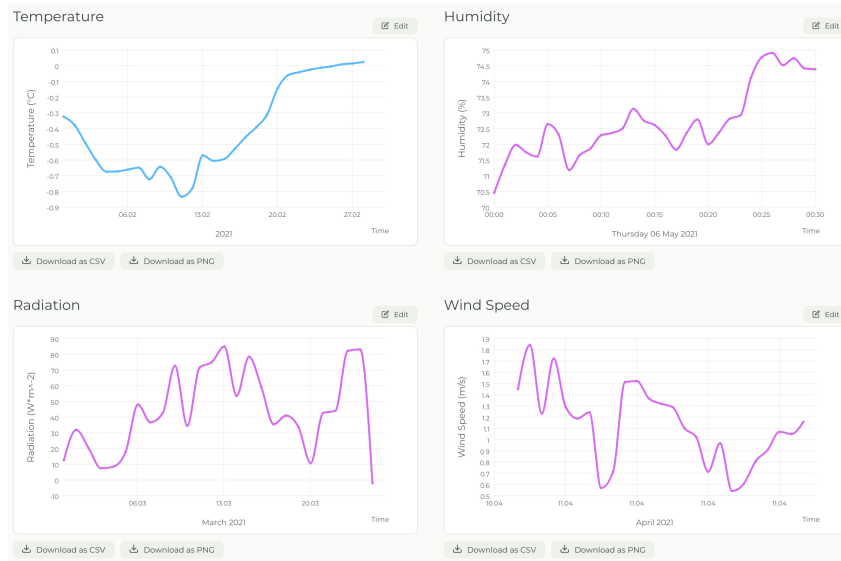 Temperature
Edit
0.1
0
-0.1
-0.2
-0.3
-0.4
-0.5
-0.6
-0.7
-0.8
-0.9
Temperature (°C)
06.02
13.02
20.02
27.02
2021
Time
Download as CSV
Download as PNG
Humidity
Edit
75
74.5
74
73.5
73
72.5
72
71.5
71
70.5
70
Humidity (%)
00:00
00:05
00:10
00:15
00:20
00:25
00:30
Thursday 06 May 2021
Time
Download as CSV
Download as PNG
Radiation
Edit
90
80
70
60
50
40
30
20
10
0
-10
Radiation (W*m^-2)
06.03
13.03
20.03
March 2021
Time
Download as CSV
Download as PNG
Wind Speed
Edit
1.9
1.8
1.7
1.6
1.5
1.4
1.3
1.2
1.1
1
0.9
0.8
0.7
0.6
0.5
Wind Speed (m/s)
10.04
11.04
11.04
11.04
11.04
April 2021
Time
Download as CSV
Download as PNG